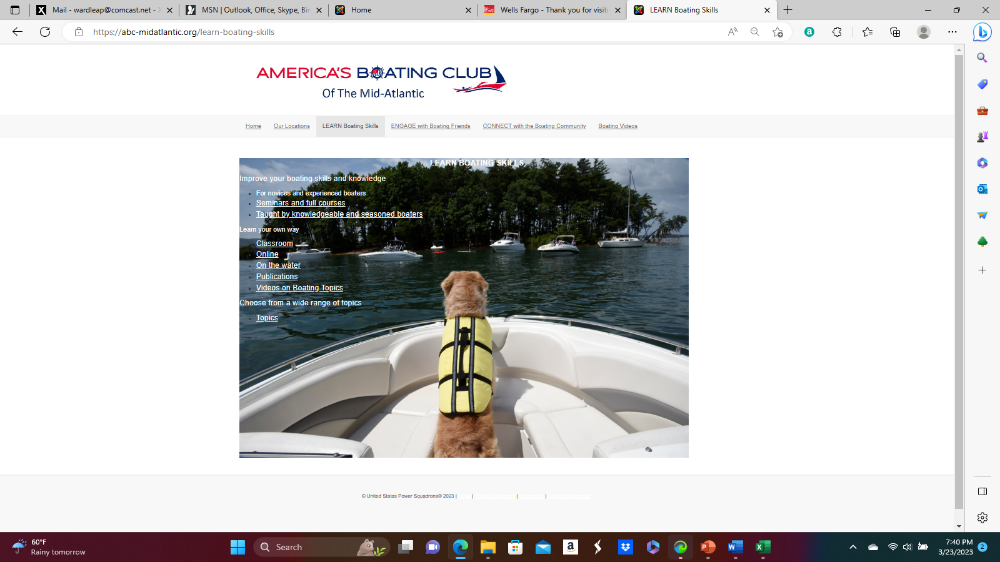 Mail - wardleap@comcast.net - X
MSN | Outlook, Office, Skype, Bin
Home
Wells Fargo - Thank you for visiti
LEARN Boating Skills
https://abc-midatlantic.org/learn-boating-skills
AMERICA'S BOATING CLUB
Of The Mid-Atlantic
Home
Our Locations
LEARN Boating Skills
ENGAGE with Boating Friends
CONNECT with the Boating Community
Boating Videos
LEARN BOATING SKILLS
Improve your boating skills and knowledge
For novices and experienced boaters
Seminars and full courses
Taught by knowledgeable and seasoned boaters
Learn your own way
Classroom
Online
On the water
Publications
Videos on Boating Topics
Choose from a wide range of topics
Topics
© United States Power Squadrons® 2023 |
60°F
Rainy tomorrow
Search
7:40 PM
3/23/2023
2